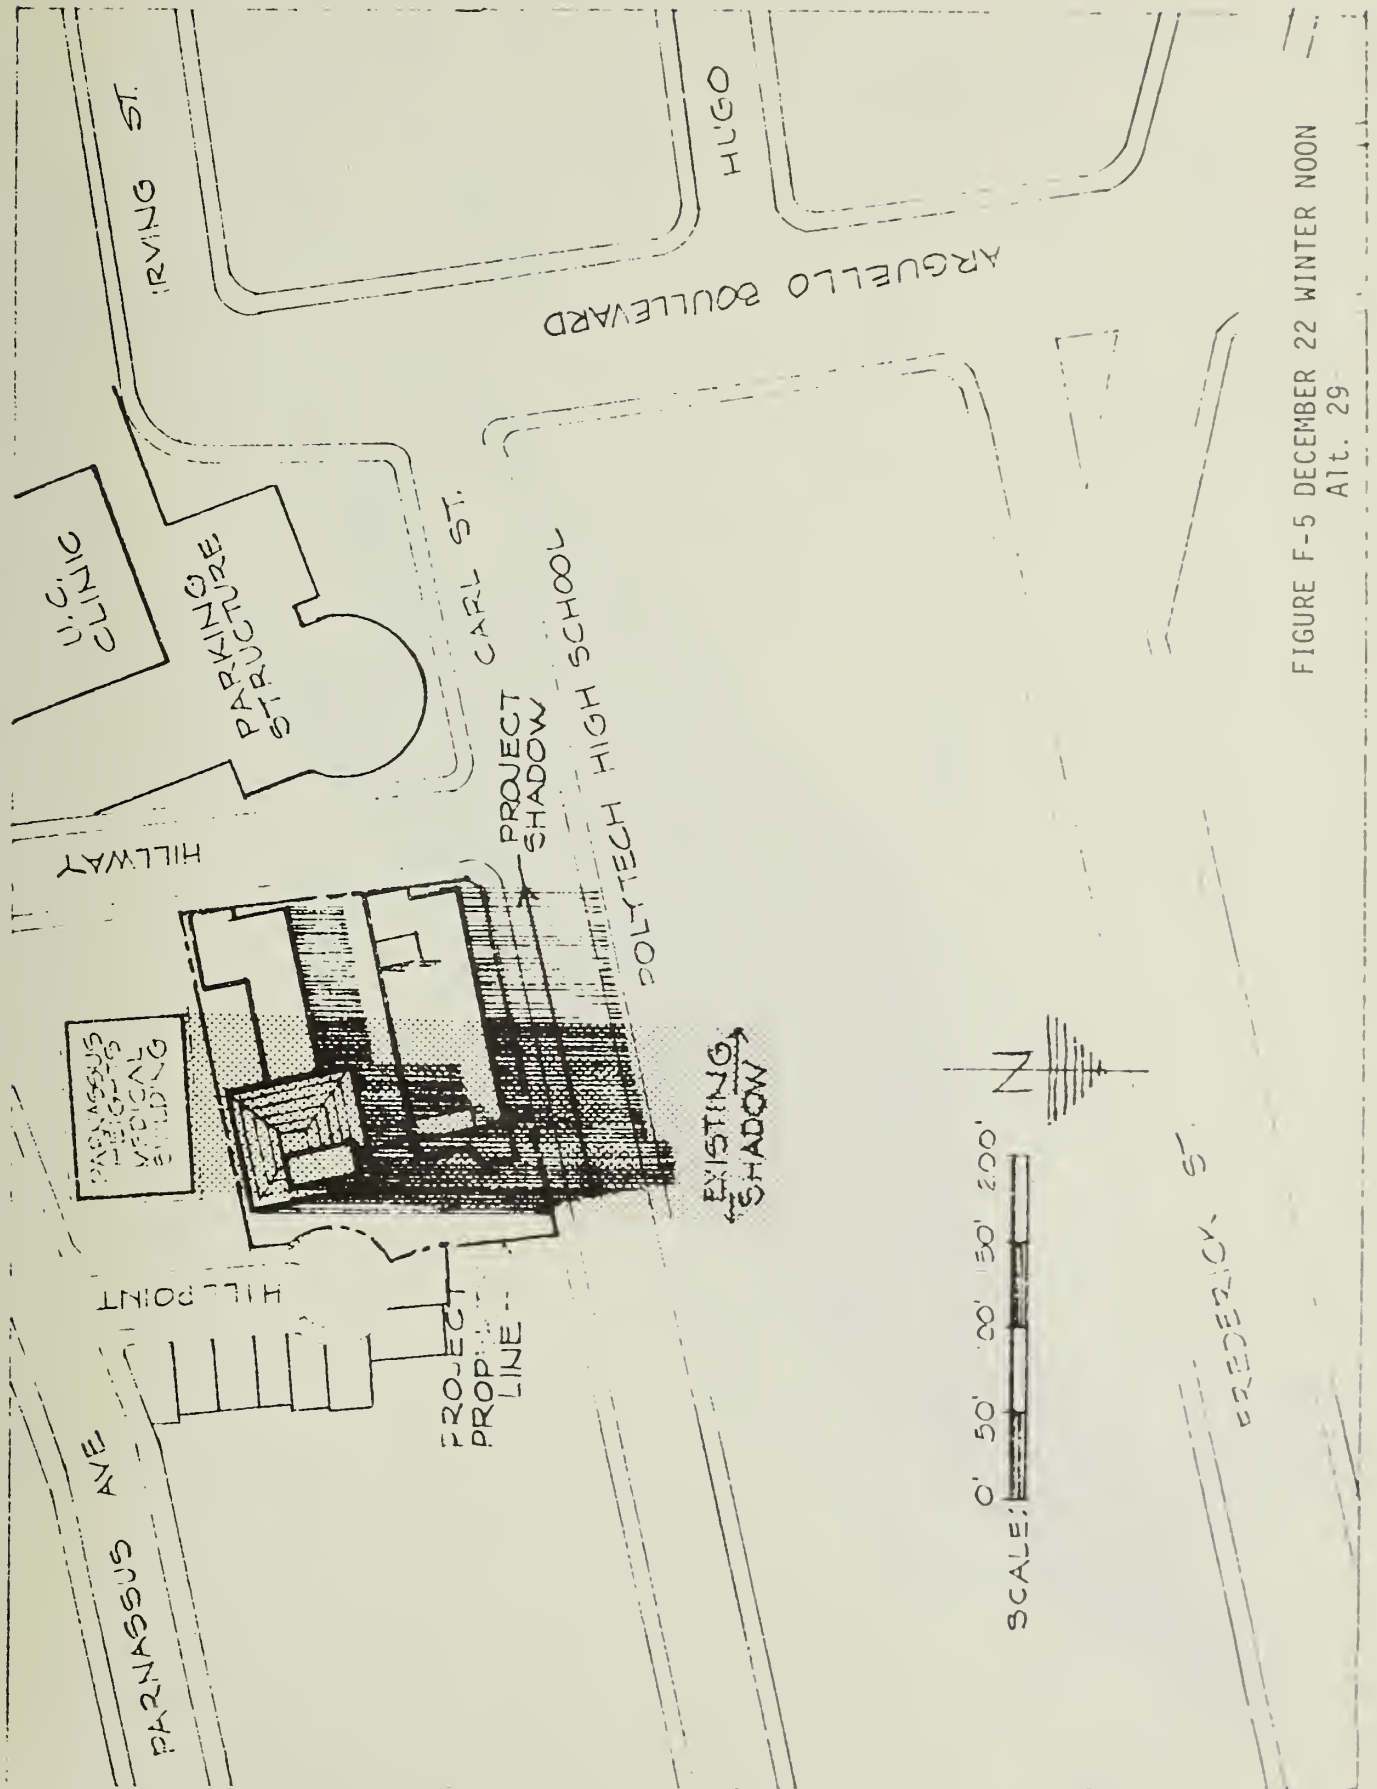 IRVING ST.
HUGO
ARGUELLO BOULLEVARD
U.C.
CLINIC
PARKING
STRUCTURE
CARL ST.
HILLWAY
PROJECT
SHADOW
POLYTECH HIGH SCHOOL
PARNASSUS
HEIGHTS
MEDICAL
BUILDING
EXISTING
SHADOW
HILLPOINT
PROJECT
LINE
PARNASSUS AVE
N
SCALE:
0' 50' 100' 150' 200'
FREDERICK ST.
FIGURE F-5 DECEMBER 22 WINTER NOON
Alt. 29